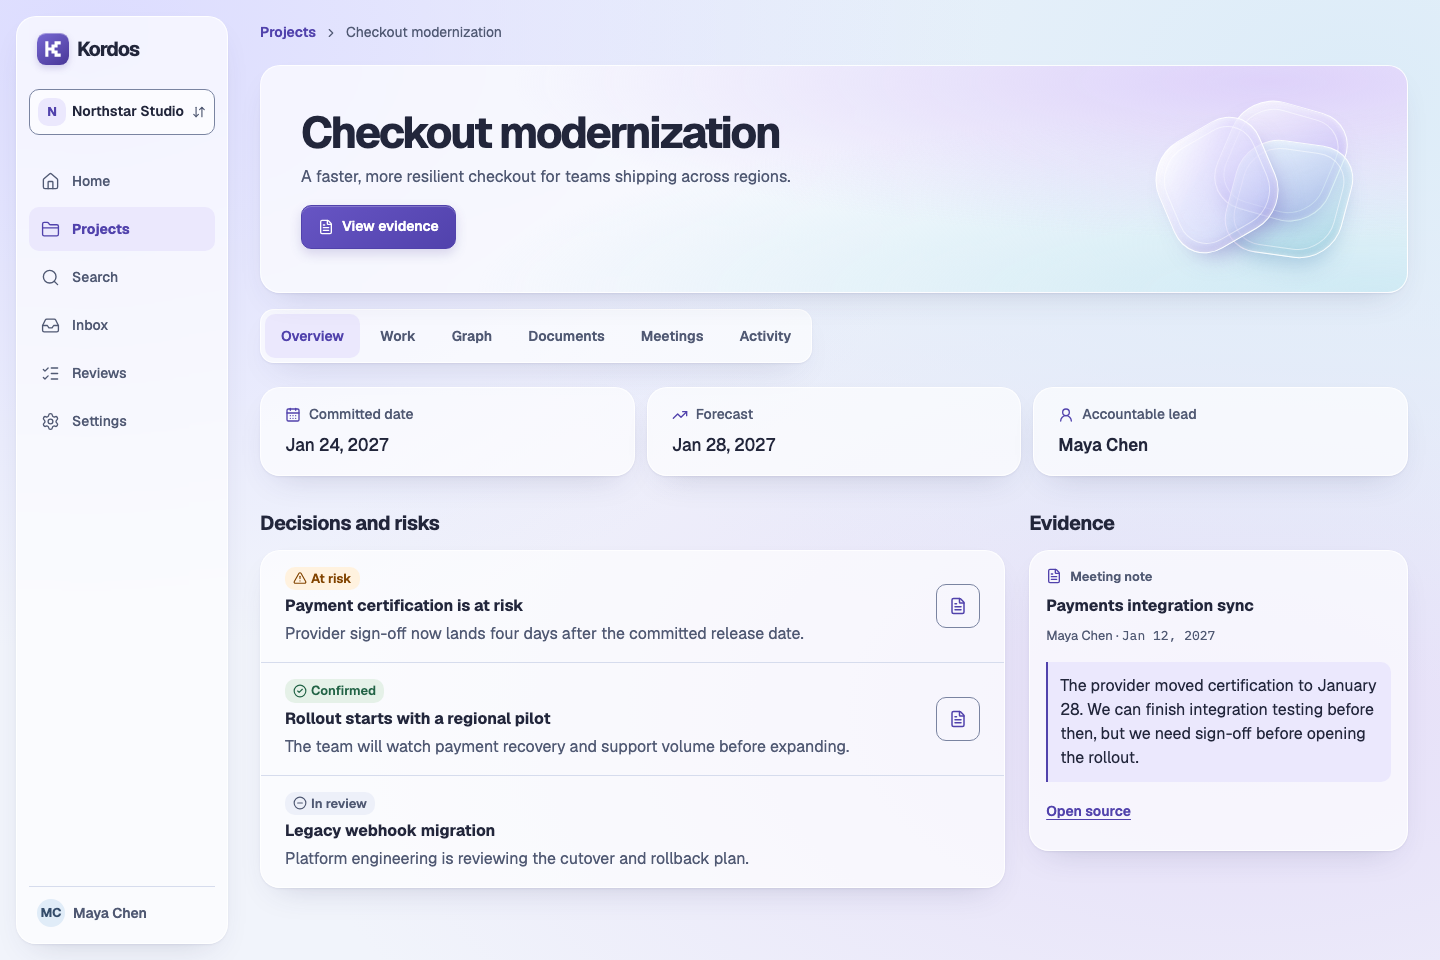 Kordos
N Northstar Studio
Home
Projects
Search
Inbox
Reviews
Settings
MC Maya Chen
Projects > Checkout modernization
Checkout modernization
A faster, more resilient checkout for teams shipping across regions.
View evidence
Overview Work Graph Documents Meetings Activity
Committed date
Jan 24, 2027
Forecast
Jan 28, 2027
Accountable lead
Maya Chen
Decisions and risks
At risk
Payment certification is at risk
Provider sign-off now lands four days after the committed release date.
Confirmed
Rollout starts with a regional pilot
The team will watch payment recovery and support volume before expanding.
In review
Legacy webhook migration
Platform engineering is reviewing the cutover and rollback plan.
Evidence
Meeting note
Payments integration sync
Maya Chen · Jan 12, 2027
The provider moved certification to January
28. We can finish integration testing before
then, but we need sign-off before opening
the rollout.
Open source